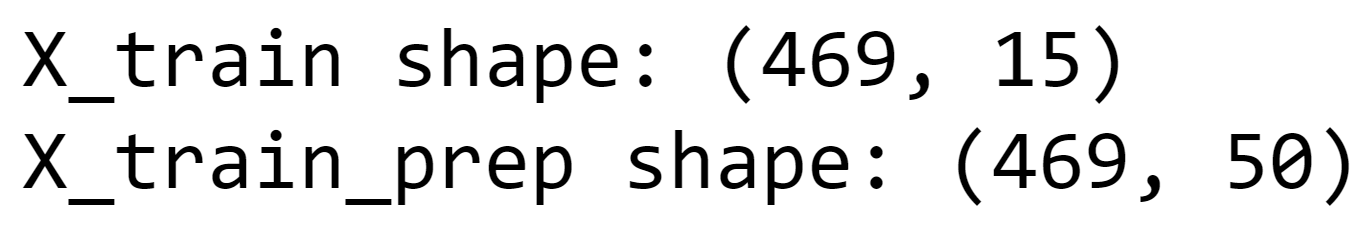 X_train shape: (469, 15)
X_train_prep shape: (469, 50)